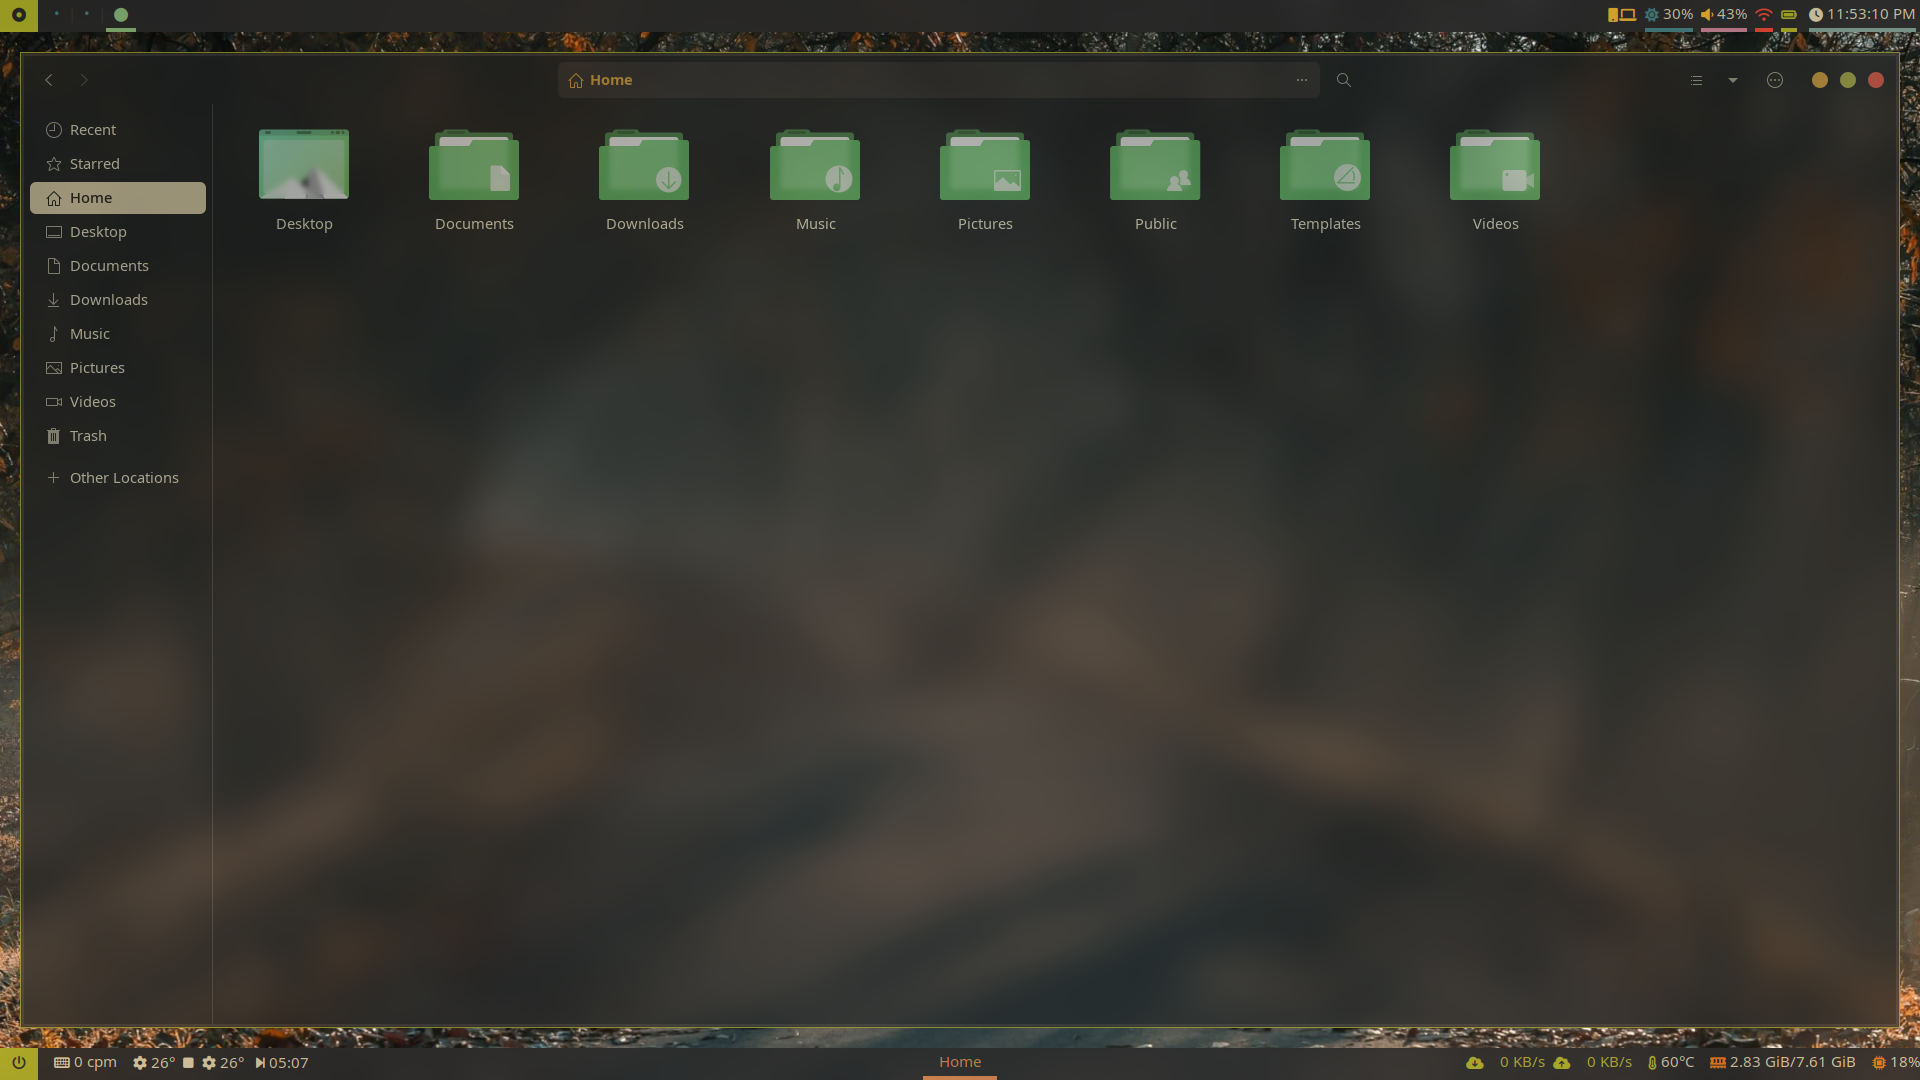 30% 43% 11:53:10 PM
Home
Recent
Starred
Home
Desktop
Documents
Downloads
Music
Pictures
Videos
Trash
Other Locations
Desktop
Documents
Downloads
Music
Pictures
Public
Templates
Videos
0 cpm 26° 26° 05:07
Home
0 KB/s 0 KB/s 60°C 2.83 GiB/7.61 GiB 18%